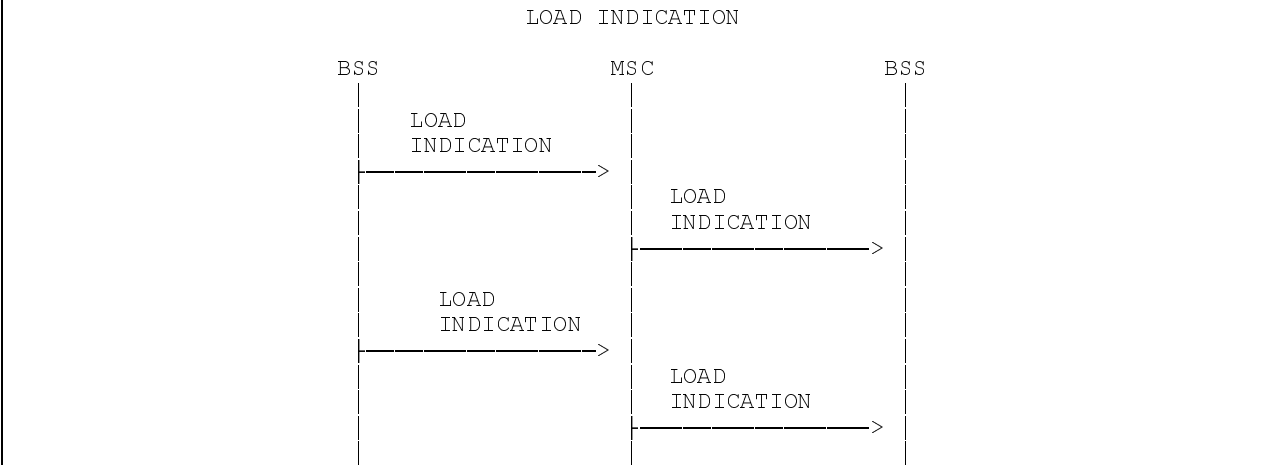 LOAD INDICATION
BSS MSC BSS
LOAD
INDICATION
LOAD
INDICATION
LOAD
INDICATION
LOAD
INDICATION